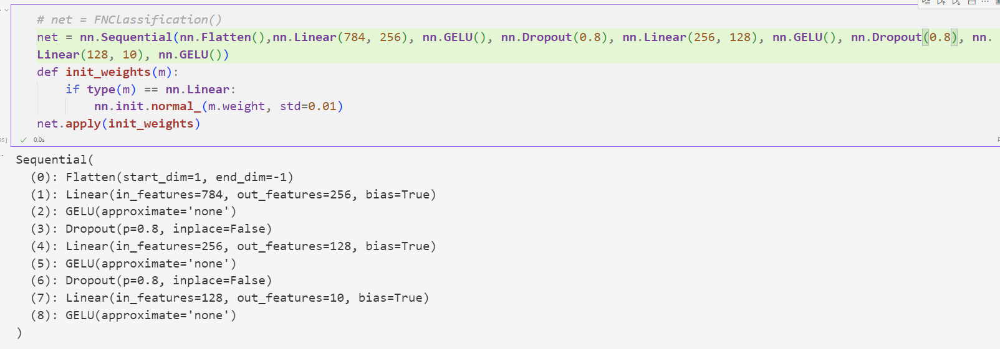 # net = FNClassification()
net = nn.Sequential(nn.Flatten(),nn.Linear(784, 256), nn.GELU(), nn.Dropout(0.8), nn.Linear(256, 128), nn.GELU(), nn.Dropout(0.8), nn.
Linear(128, 10), nn.GELU())
def init_weights(m):
    if type(m) == nn.Linear:
        nn.init.normal_(m.weight, std=0.01)
net.apply(init_weights)
✓ 0.0s
Sequential(
  (0): Flatten(start_dim=1, end_dim=-1)
  (1): Linear(in_features=784, out_features=256, bias=True)
  (2): GELU(approximate='none')
  (3): Dropout(p=0.8, inplace=False)
  (4): Linear(in_features=256, out_features=128, bias=True)
  (5): GELU(approximate='none')
  (6): Dropout(p=0.8, inplace=False)
  (7): Linear(in_features=128, out_features=10, bias=True)
  (8): GELU(approximate='none')
)